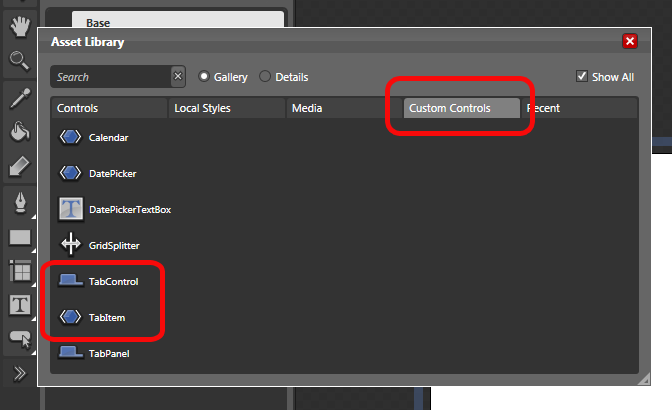 Base
Asset Library
Search Gallery Details Show All
Controls Local Styles Media Custom Controls Recent
Calendar
DatePicker
DatePickerTextBox
GridSplitter
TabControl
TabItem
TabPanel